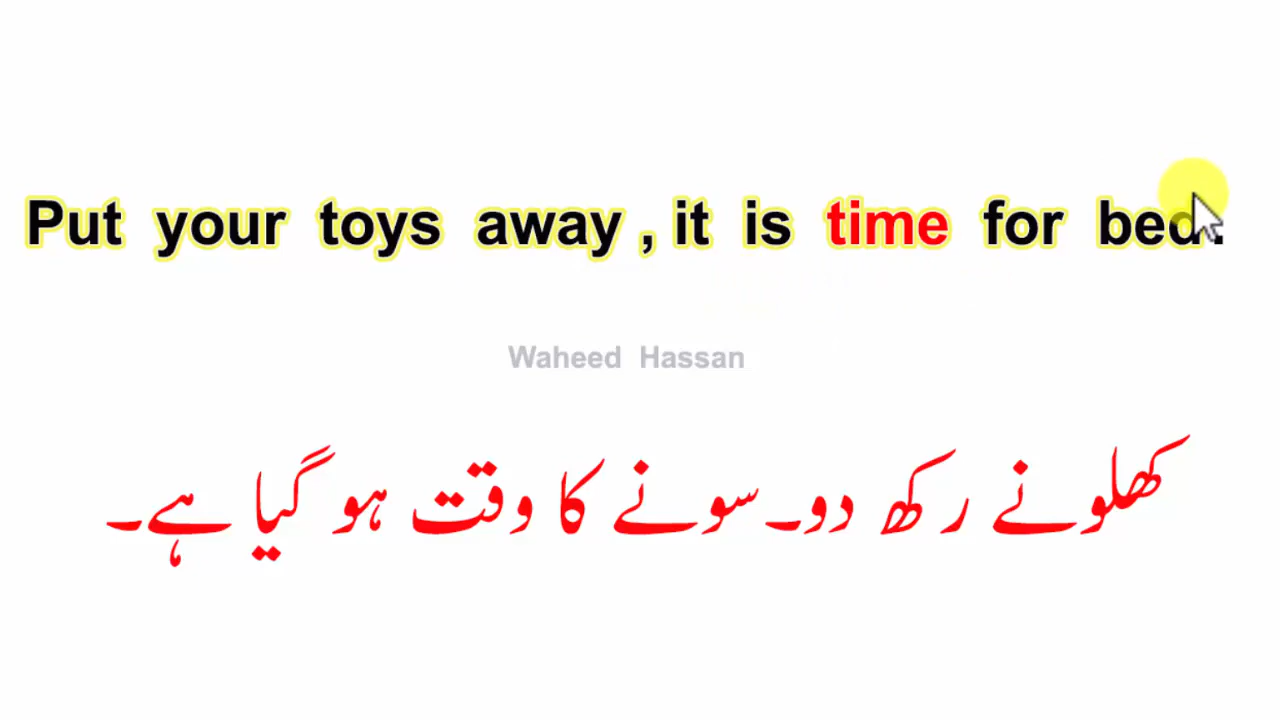 Put your toys away , it is time for bed .
Waheed Hassan
کھلونے رکھ دو۔ سونے کا وقت ہو گیا ہے۔